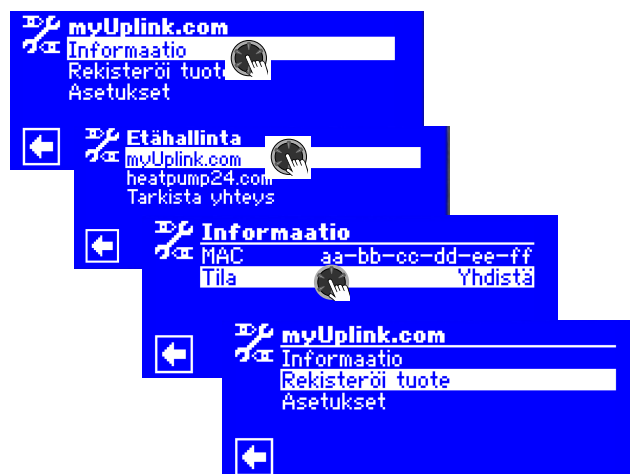 myUplink.com
Informaatio
Rekisteröi tuote
Asetukset
Etähallinta
myUplink.com
heatpump24.com
Tarkista yhteys
Informaatio
MAC aa-bb-cc-dd-ee-ff
Tila Yhdistä
myUplink.com
Informaatio
Rekisteröi tuote
Asetukset